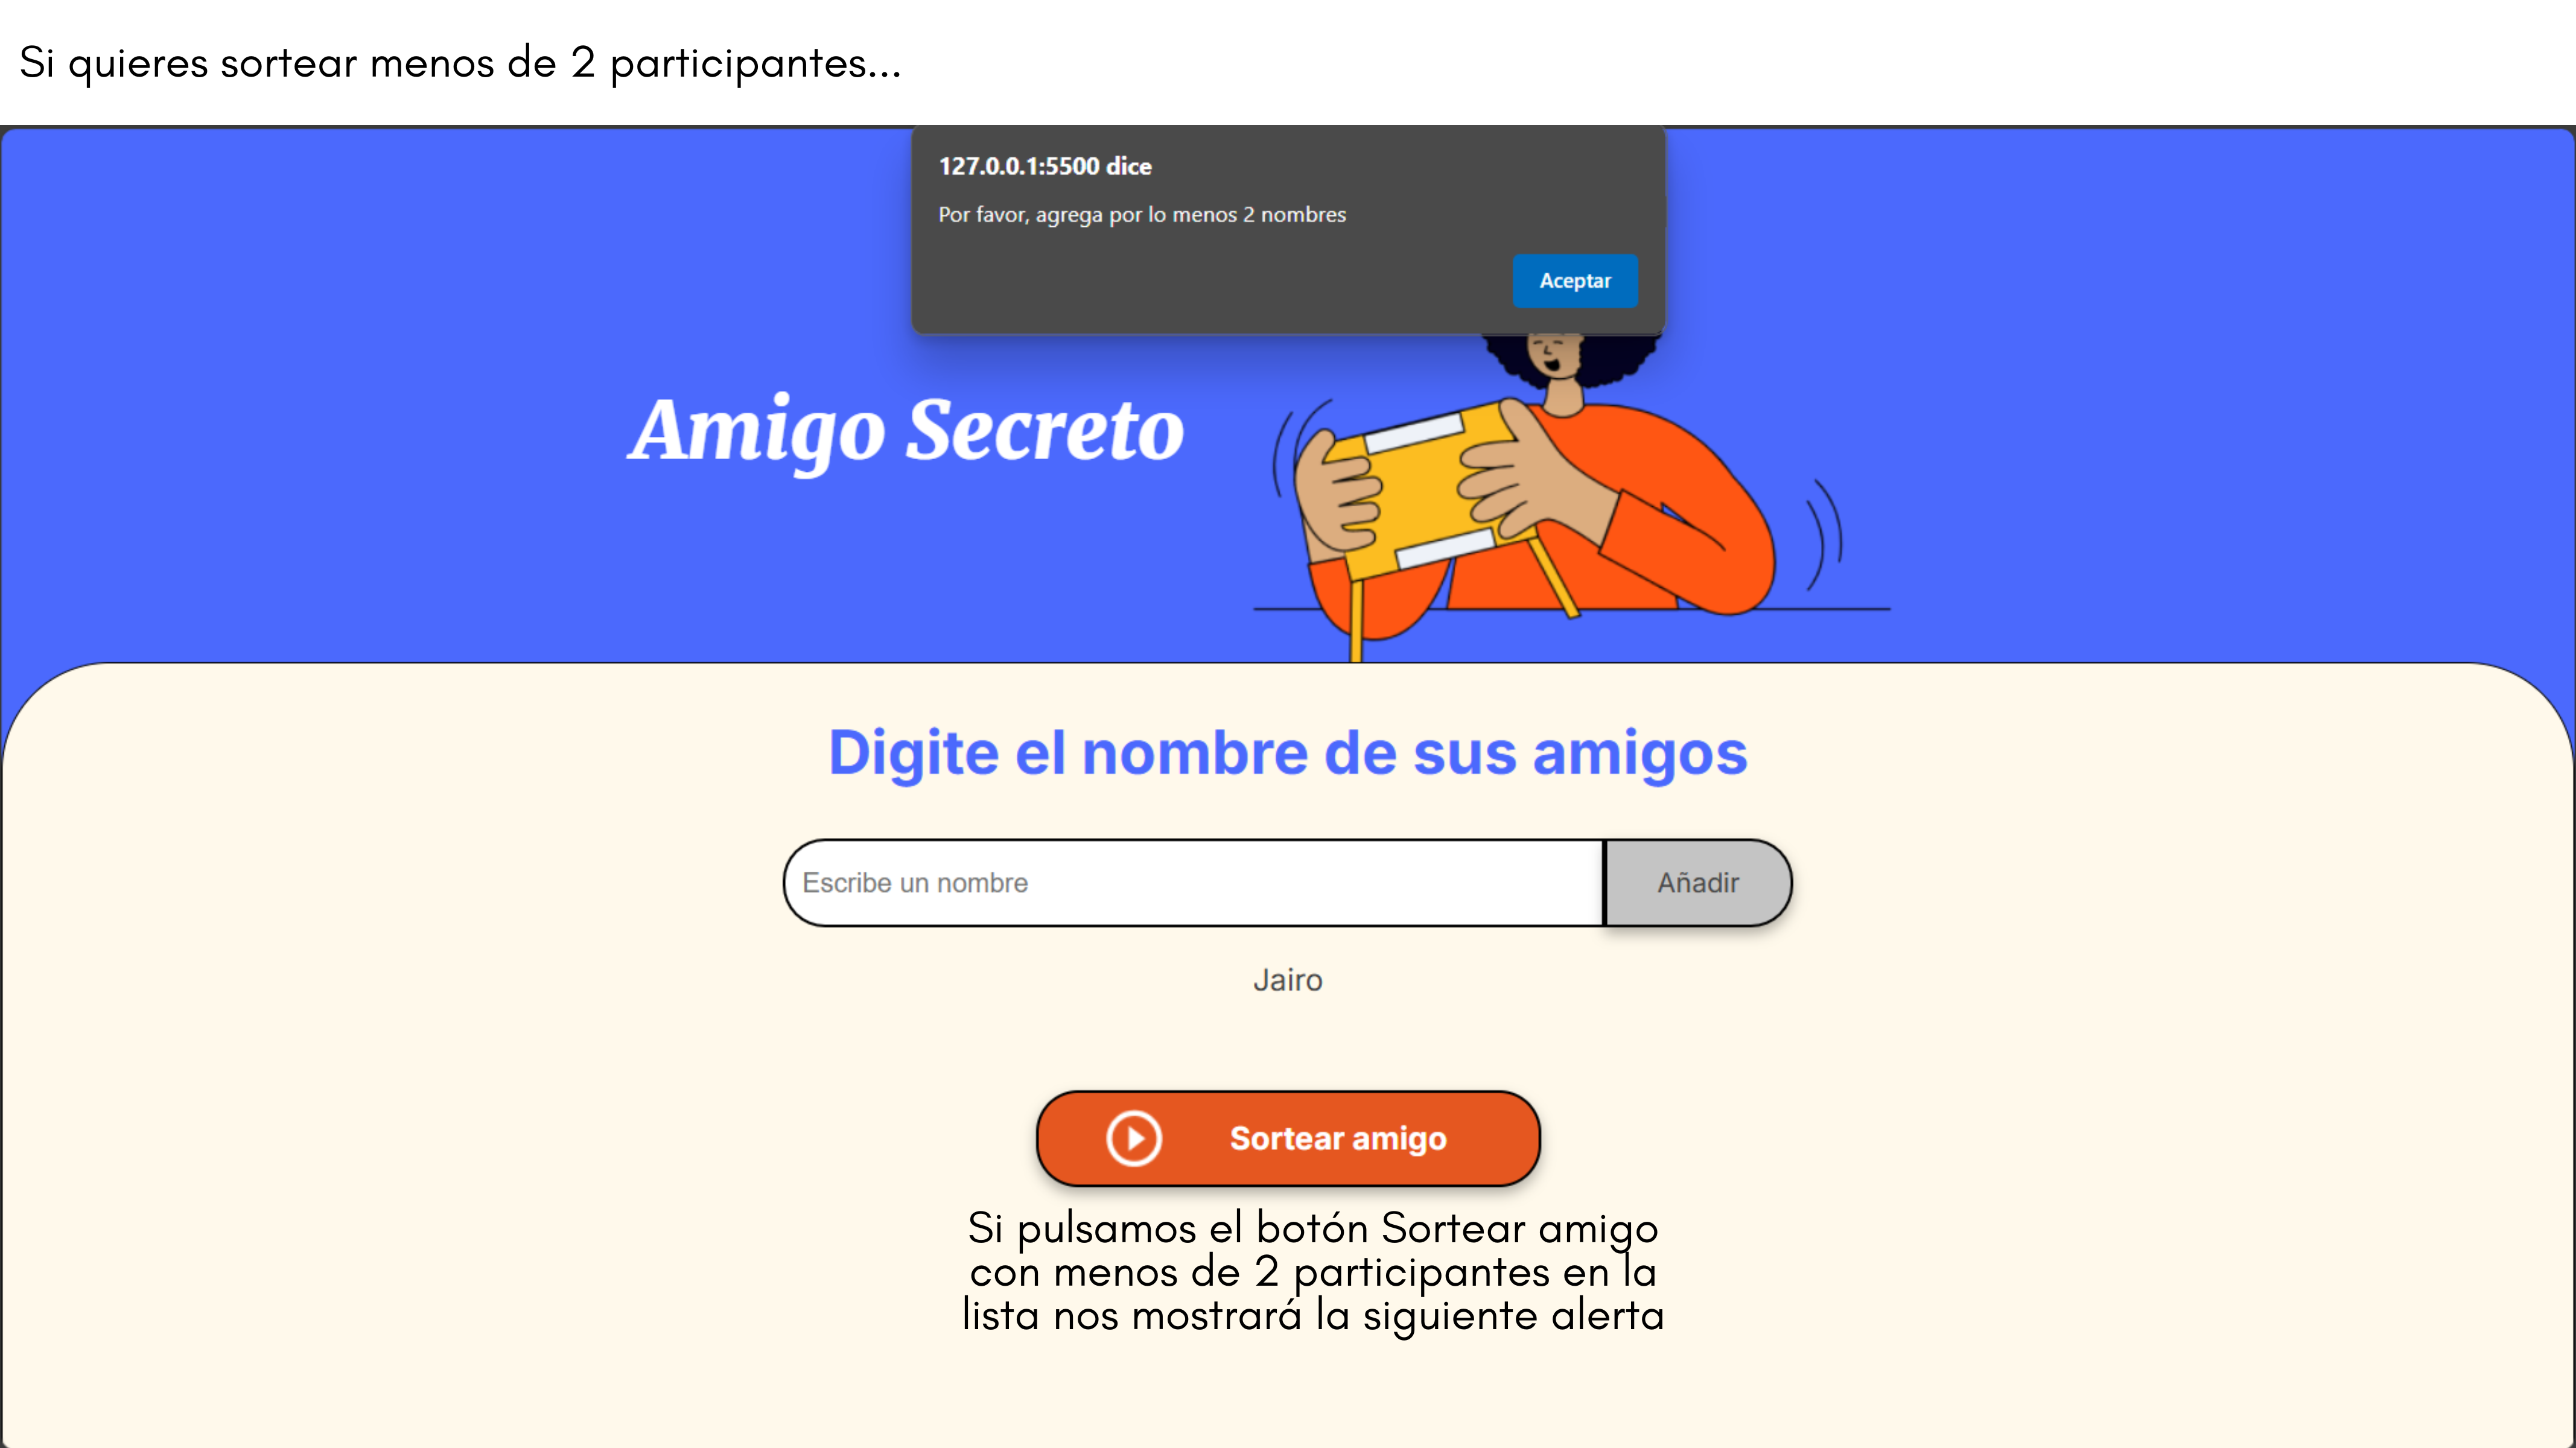 Si quieres sortear menos de 2 participantes...
127.0.0.1:5500 dice
Por favor, agrega por lo menos 2 nombres
Aceptar
Amigo Secreto
Digite el nombre de sus amigos
Escribe un nombre
Añadir
Jairo
Sortear amigo
Si pulsamos el botón Sortear amigo
con menos de 2 participantes en la
lista nos mostrará la siguiente alerta